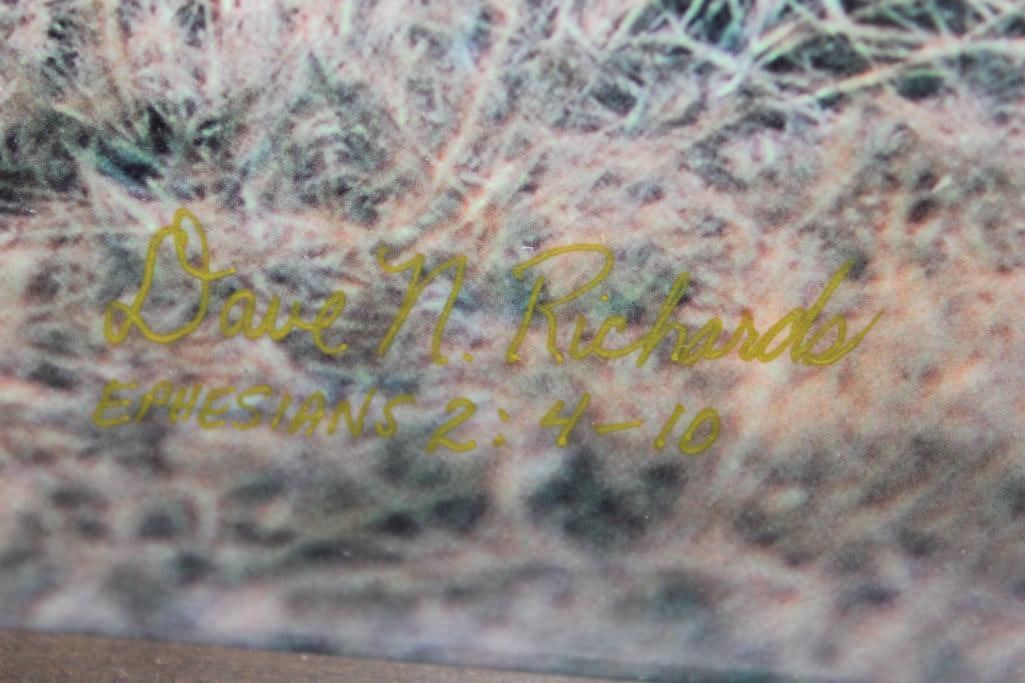 Dave N. Richards
EPHESIANS 2:4-10